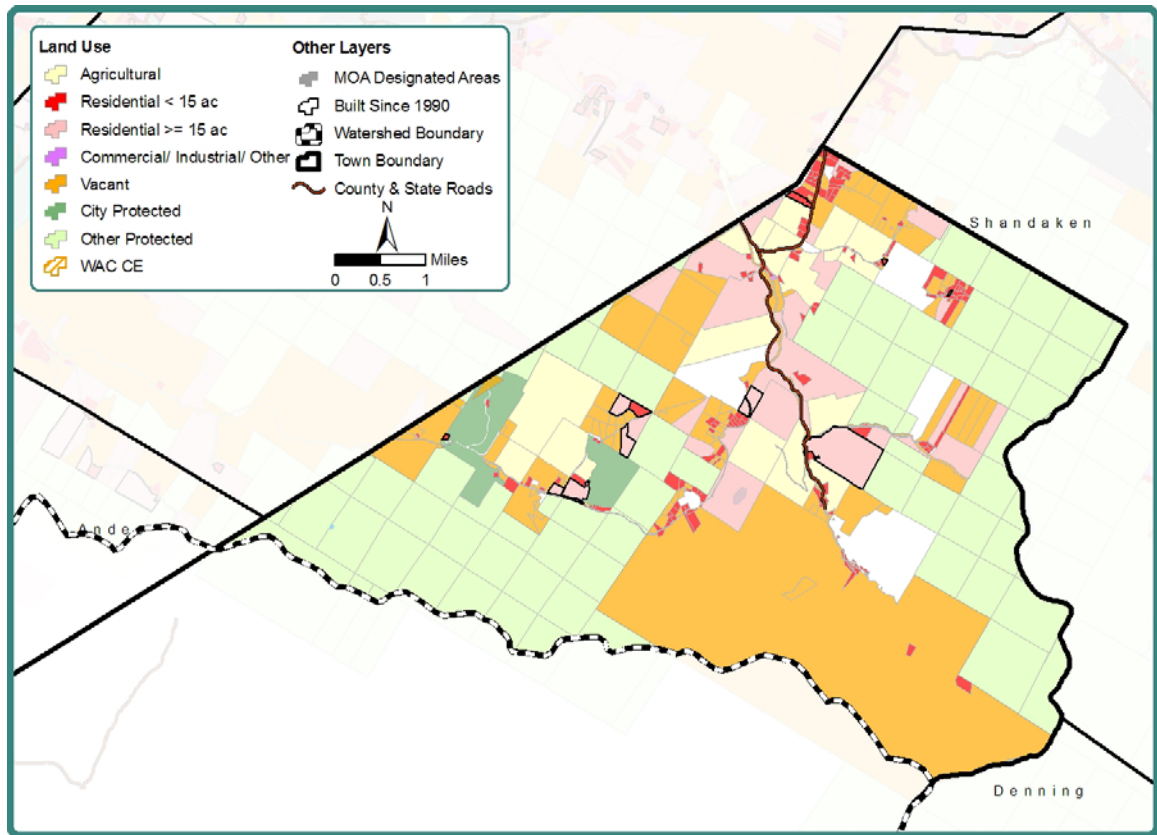 Land Use
Agricultural
Residential < 15 ac
Residential >= 15 ac
Commercial/ Industrial/ Other
Vacant
City Protected
Other Protected
WAC CE
Other Layers
MOA Designated Areas
Built Since 1990
Watershed Boundary
Town Boundary
County & State Roads
N
Miles
0 0.5 1
Shandaken
Ande
Denning